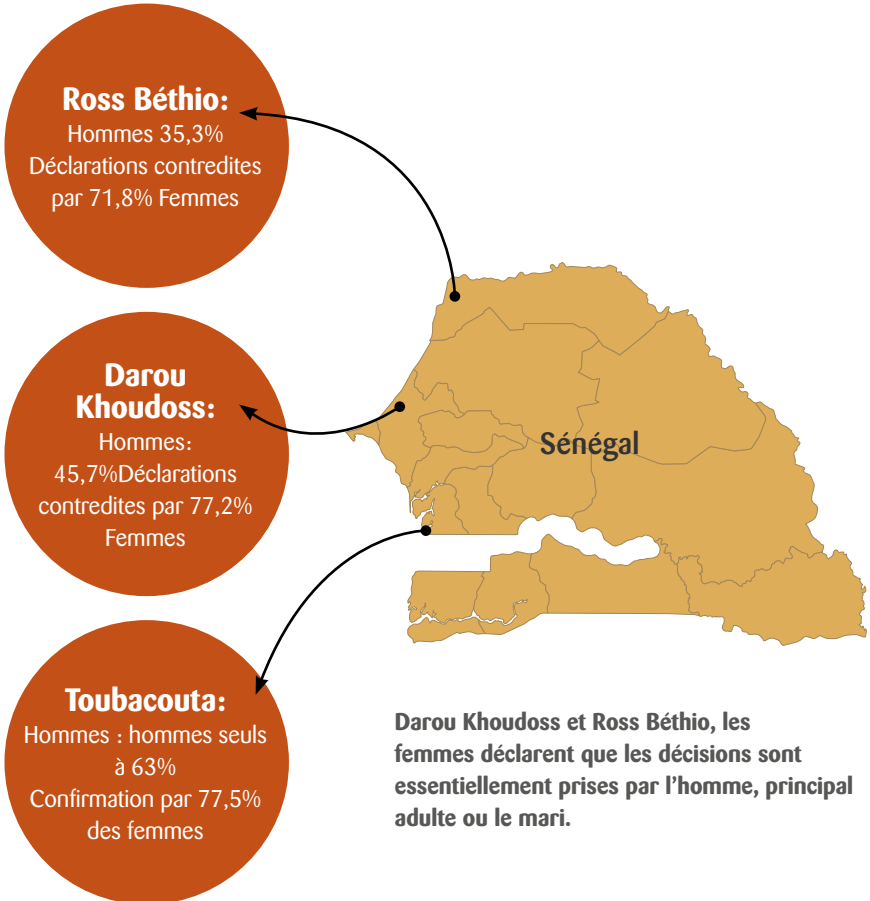 Ross Béthio:
Hommes 35,3%
Déclarations contredites
par 71,8% Femmes
Darou
Khoudoss:
Hommes:
45,7%Déclarations
contredites par 77,2%
Femmes
Sénégal
Toubacouta:
Hommes : hommes seuls
à 63%
Confirmation par 77,5%
des femmes
Darou Khoudoss et Ross Béthio, les
femmes déclarent que les décisions sont
essentiellement prises par l’homme, principal
adulte ou le mari.